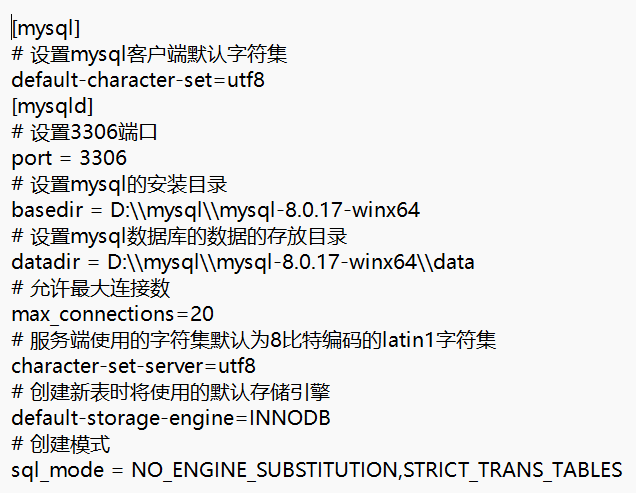 [mysql]
# 设置mysql客户端默认字符集
default-character-set=utf8
[mysqld]
# 设置3306端口
port = 3306
# 设置mysql的安装目录
basedir = D:\\mysql\\mysql-8.0.17-winx64
# 设置mysql数据库的数据的存放目录
datadir = D:\\mysql\\mysql-8.0.17-winx64\\data
# 允许最大连接数
max_connections=20
# 服务端使用的字符集默认为8比特编码的latin1字符集
character-set-server=utf8
# 创建新表时将使用的默认存储引擎
default-storage-engine=INNODB
# 创建模式
sql_mode = NO_ENGINE_SUBSTITUTION,STRICT_TRANS_TABLES